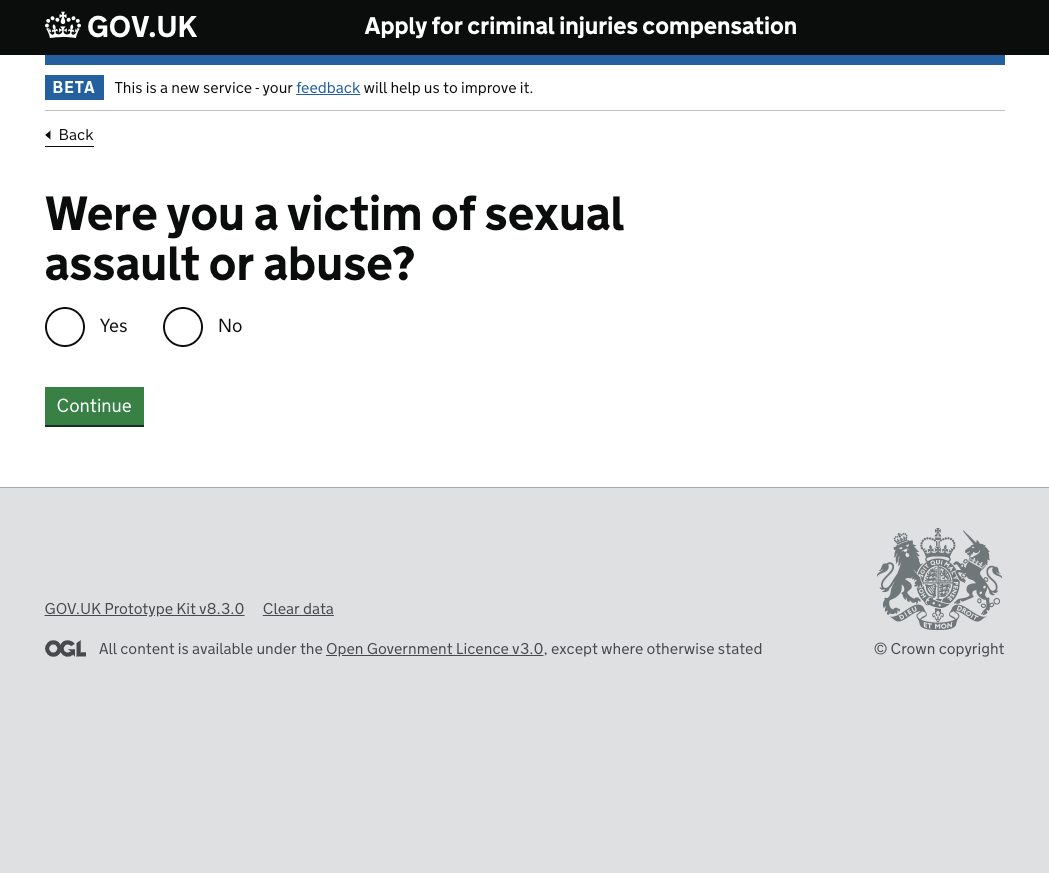 GOV.UK Apply for criminal injuries compensation
BETA This is a new service - your feedback will help us to improve it.
Back
Were you a victim of sexual
assault or abuse?
Yes No
Continue
GOV.UK Prototype Kit v8.3.0 Clear data
OGL All content is available under the Open Government Licence v3.0, except where otherwise stated
© Crown copyright
DIEU ET MON DROIT